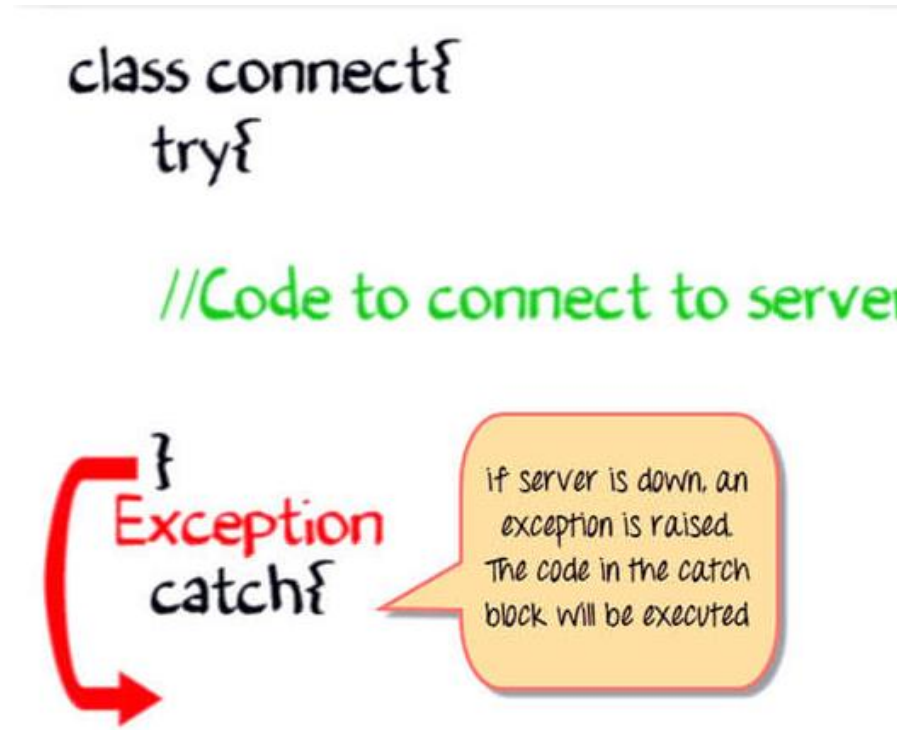 class connect{
try{
//Code to connect to server
}
Exception
catch{
if server is down, an
exception is raised.
The code in the catch
block will be executed